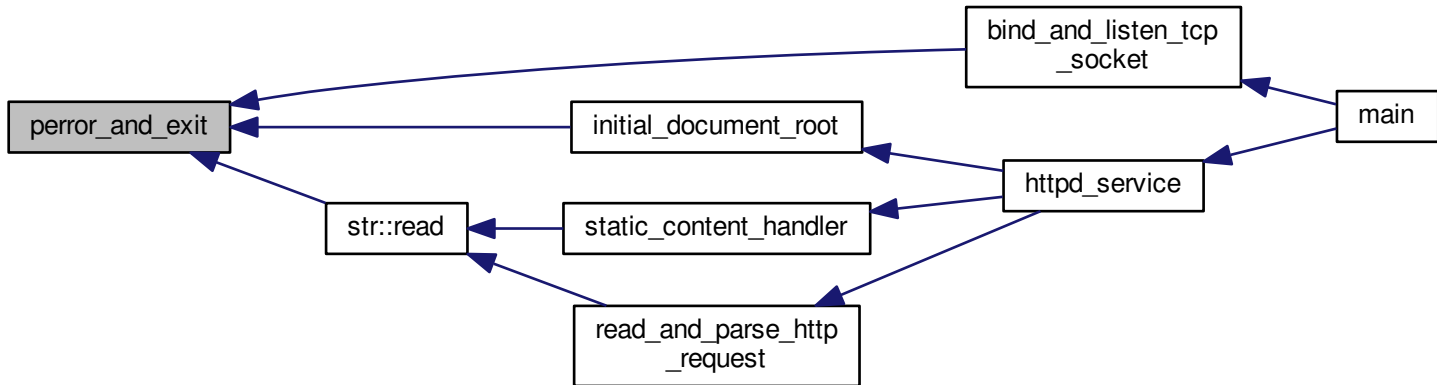 bind_and_listen_tcp
_socket
perror_and_exit
initial_document_root
main
httpd_service
str::read
static_content_handler
read_and_parse_http
_request